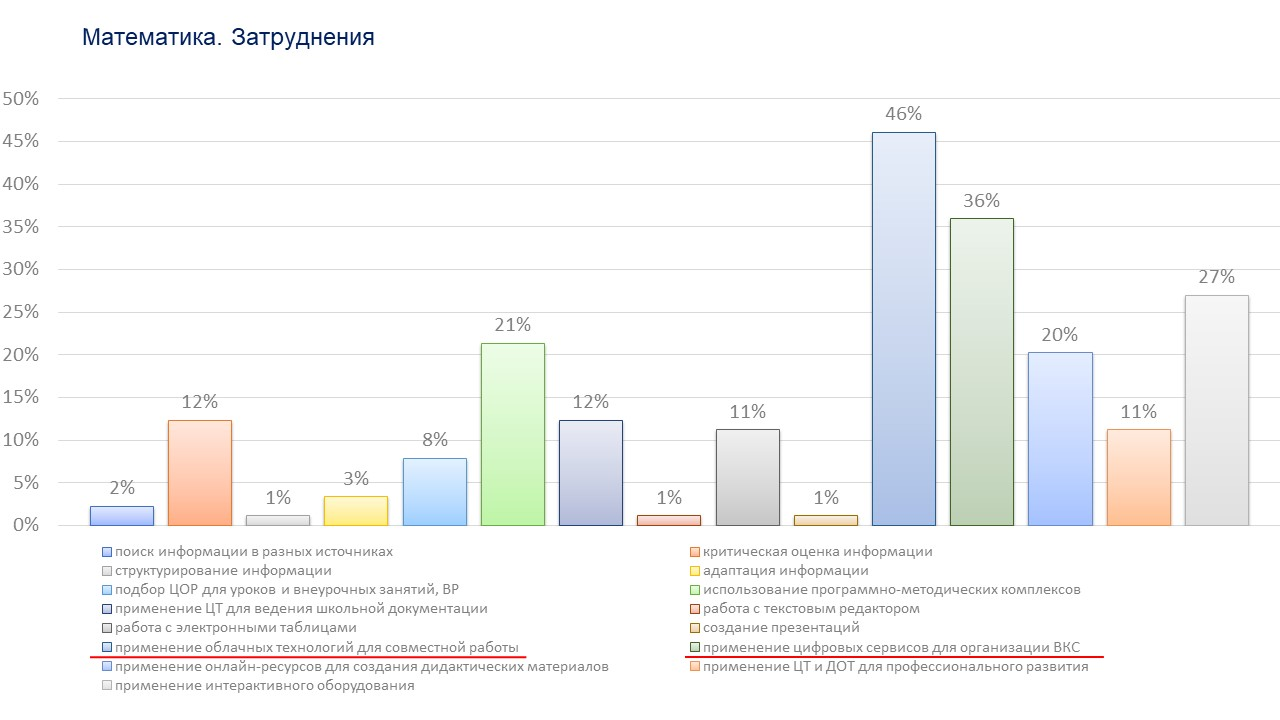 Математика. Затруднения
50%
45%
40%
35%
30%
25%
20%
15%
10%
5%
0%
2%
12%
1%
3%
8%
21%
12%
1%
11%
1%
46%
36%
20%
11%
27%
поиск информации в разных источниках
критическая оценка информации
структурирование информации
адаптация информации
подбор ЦОР для уроков и внеурочных занятий, ВР
использование программно-методических комплексов
применение ЦТ для ведения школьной документации
работа с текстовым редактором
работа с электронными таблицами
создание презентаций
применение облачных технологий для совместной работы
применение цифровых сервисов для организации ВКС
применение онлайн-ресурсов для создания дидактических материалов
применение ЦТ и ДОТ для профессионального развития
применение интерактивного оборудования